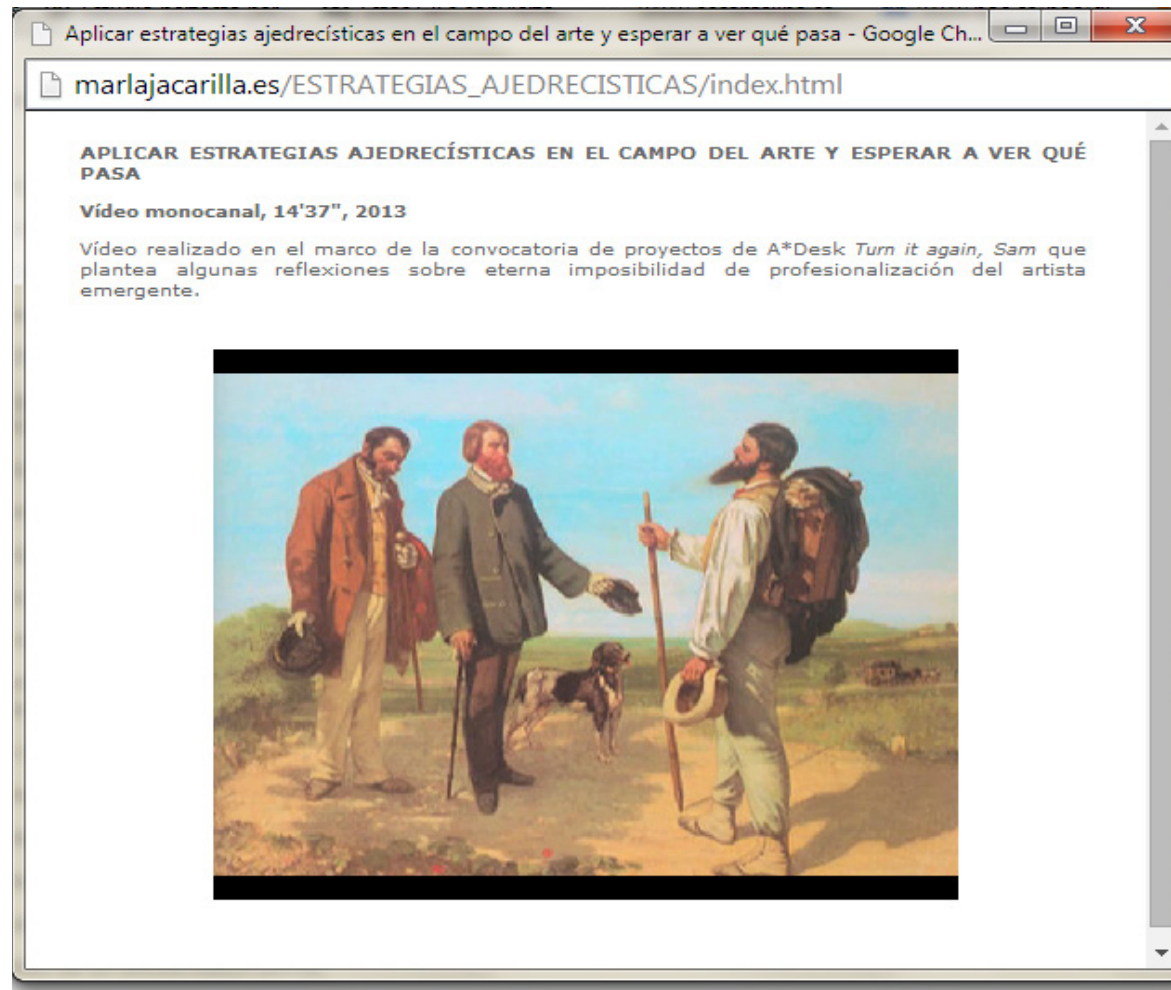 Aplicar estrategias ajedrecísticas en el campo del arte y esperar a ver qué pasa - Google Ch...
marlajacarilla.es/ESTRATEGIAS_AJEDRECISTICAS/index.html
APLICAR ESTRATEGIAS AJEDRECÍSTICAS EN EL CAMPO DEL ARTE Y ESPERAR A VER QUÉ
PASA
Vídeo monocanal, 14'37", 2013
Vídeo realizado en el marco de la convocatoria de proyectos de A*Desk Turn it again, Sam que
plantea algunas reflexiones sobre eterna imposibilidad de profesionalización del artista
emergente.